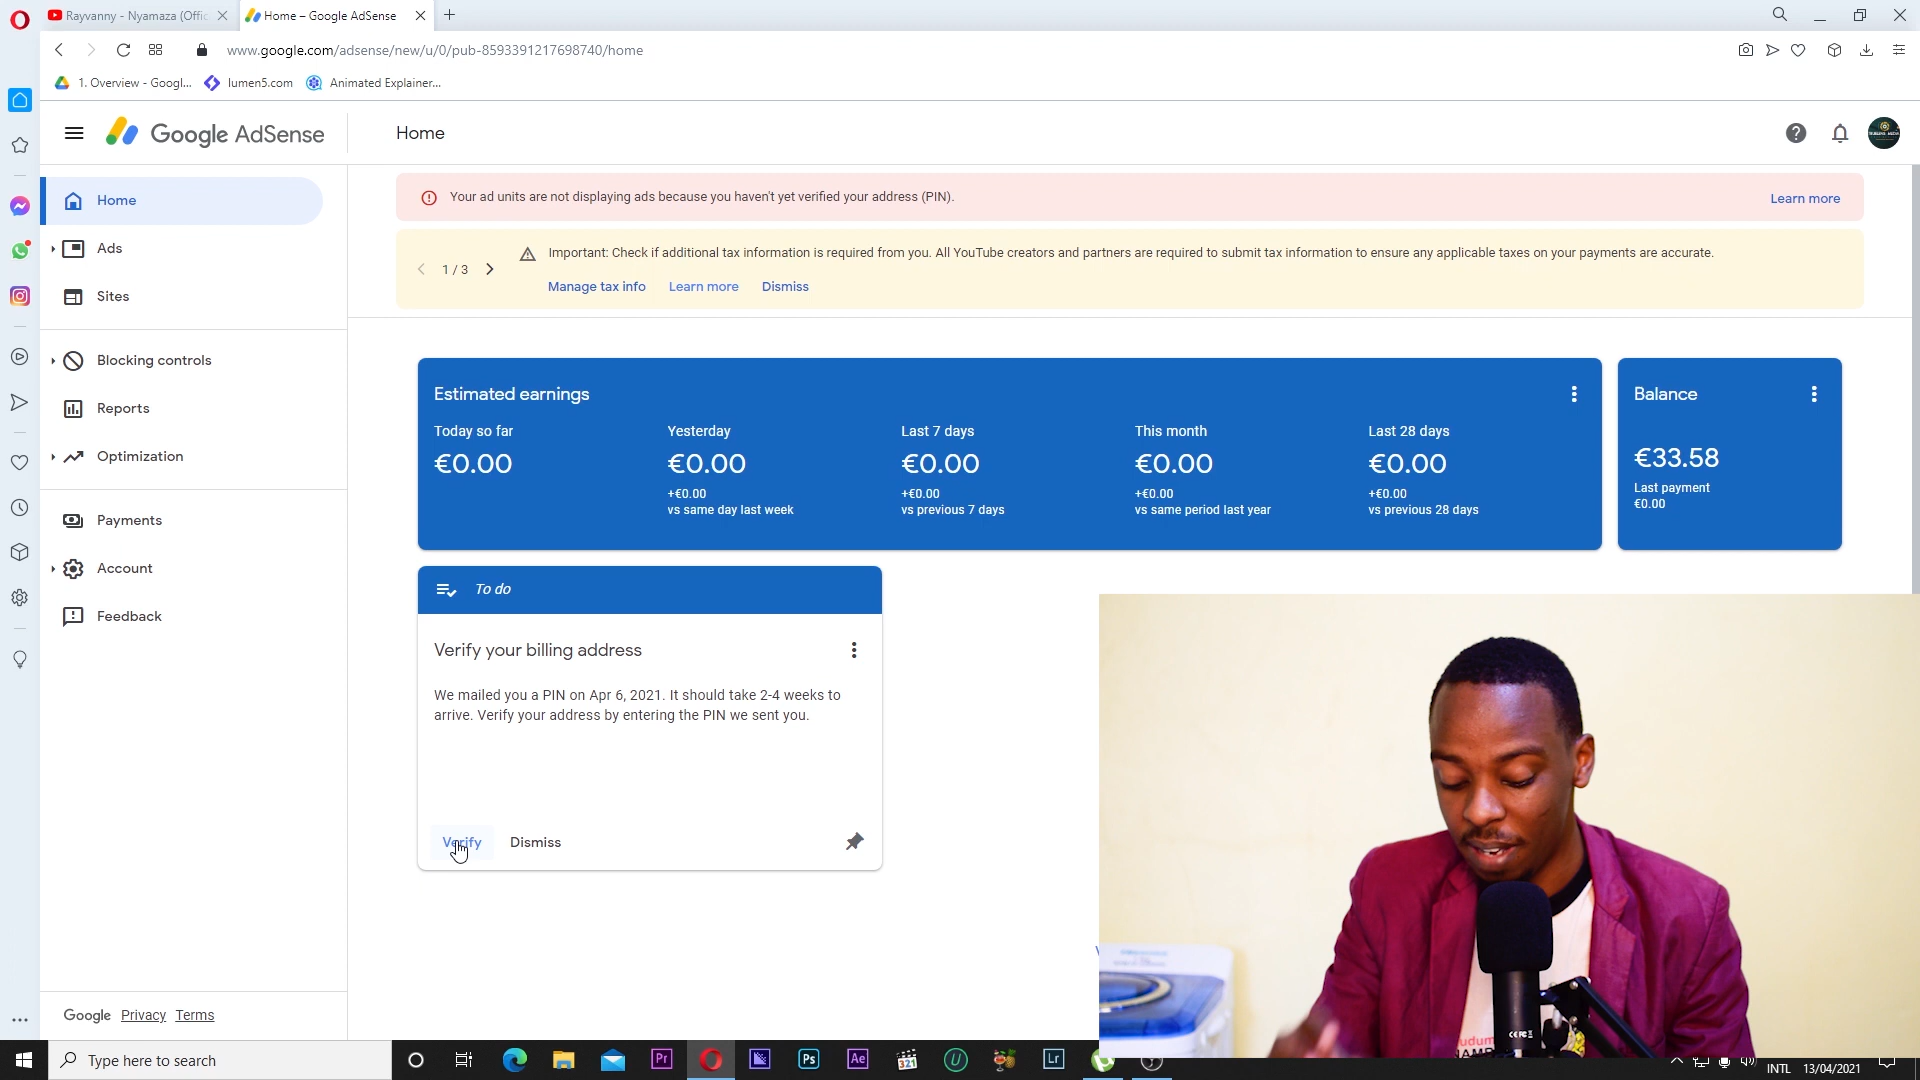 Rayvanny - Nyamaza (Offic
Home – Google AdSense
www.google.com/adsense/new/u/0/pub-8593391217698740/home
1. Overview - Googl...
lumen5.com
Animated Explainer...
Google AdSense
Home
Home
Ads
Sites
Blocking controls
Reports
Optimization
Payments
Account
Feedback
Google Privacy Terms
Your ad units are not displaying ads because you haven't yet verified your address (PIN).
Learn more
1 / 3
Important: Check if additional tax information is required from you. All YouTube creators and partners are required to submit tax information to ensure any applicable taxes on your payments are accurate.
Manage tax info Learn more Dismiss
Estimated earnings
Today so far
€0.00
Yesterday
€0.00
+€0.00
vs same day last week
Last 7 days
€0.00
+€0.00
vs previous 7 days
This month
€0.00
+€0.00
vs same period last year
Last 28 days
€0.00
+€0.00
vs previous 28 days
Balance
€33.58
Last payment
€0.00
To do
Verify your billing address
We mailed you a PIN on Apr 6, 2021. It should take 2-4 weeks to
arrive. Verify your address by entering the PIN we sent you.
Verify Dismiss
Type here to search
Pr
Ps
Ae
321
Lr
INTL
13/04/2021